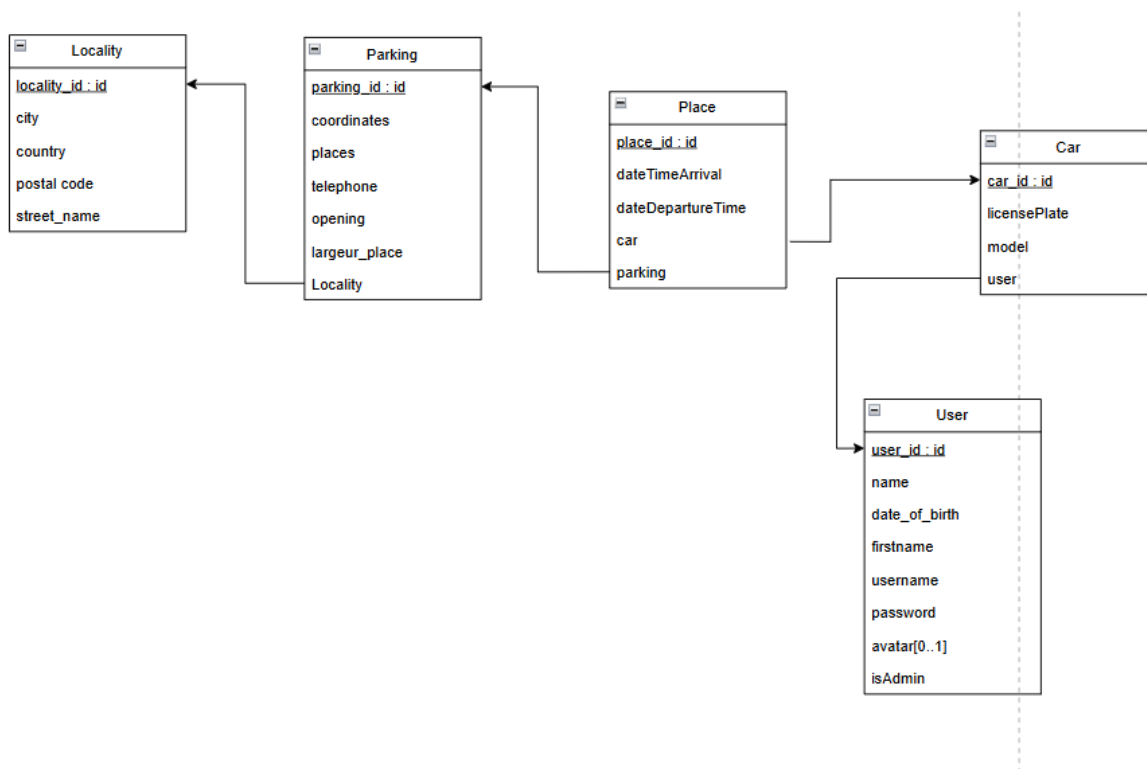 Locality
locality_id : id
city
country
postal code
street_name
Parking
parking_id : id
coordinates
places
telephone
opening
largeur_place
Locality
Place
place_id : id
dateTimeArrival
dateDepartureTime
car
parking
Car
car_id : id
licensePlate
model
user
User
user_id : id
name
date_of_birth
firstname
username
password
avatar[0..1]
isAdmin